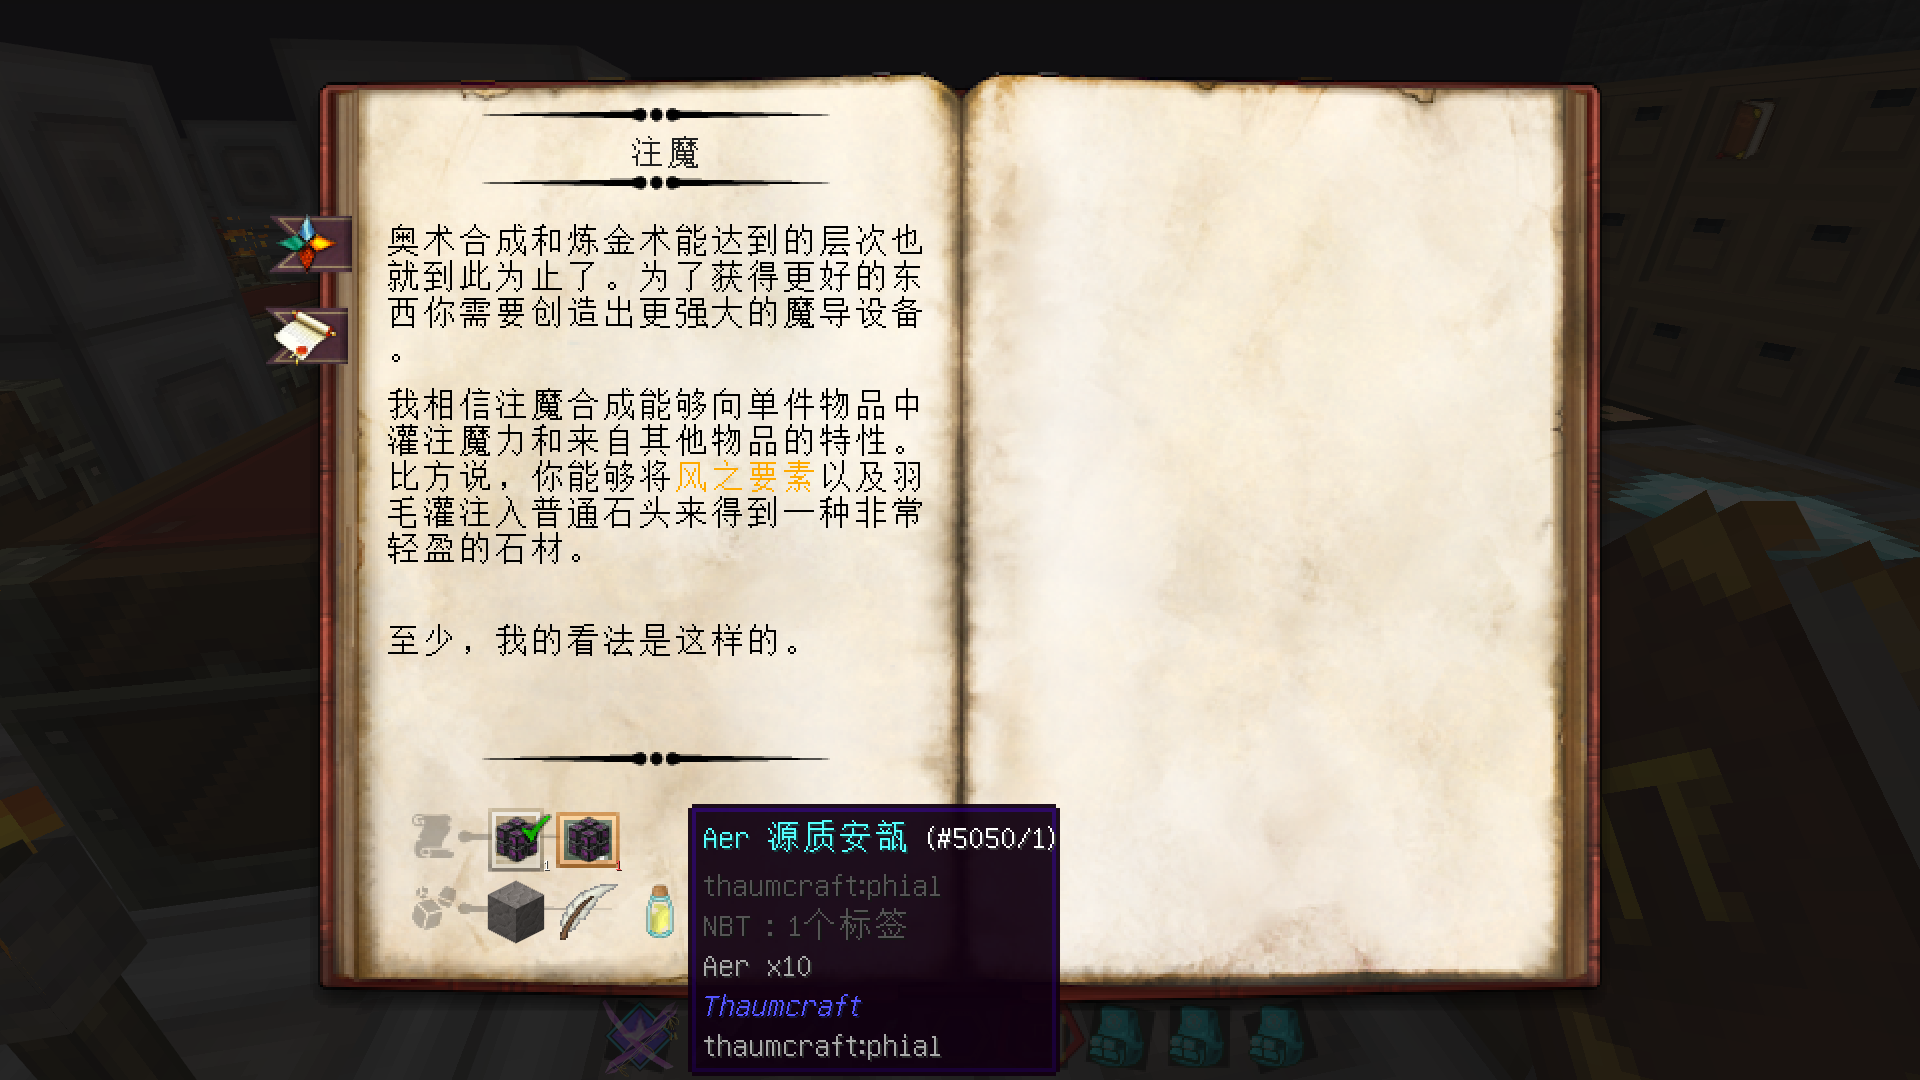 注魔
奥术合成和炼金术能达到的层次也
就到此为止了。为了获得更好的东
西你需要创造出更强大的魔导设备
。
我相信注魔合成能够向单件物品中
灌注魔力和来自其他物品的特性。
比方说，你能够将风之要素以及羽
毛灌注入普通石头来得到一种非常
轻盈的石材。
至少，我的看法是这样的。
1
1
Aer 源质安瓿 (#5050/1)
thaumcraft:phial
NBT : 1个标签
Aer x10
Thaumcraft
thaumcraft:phial